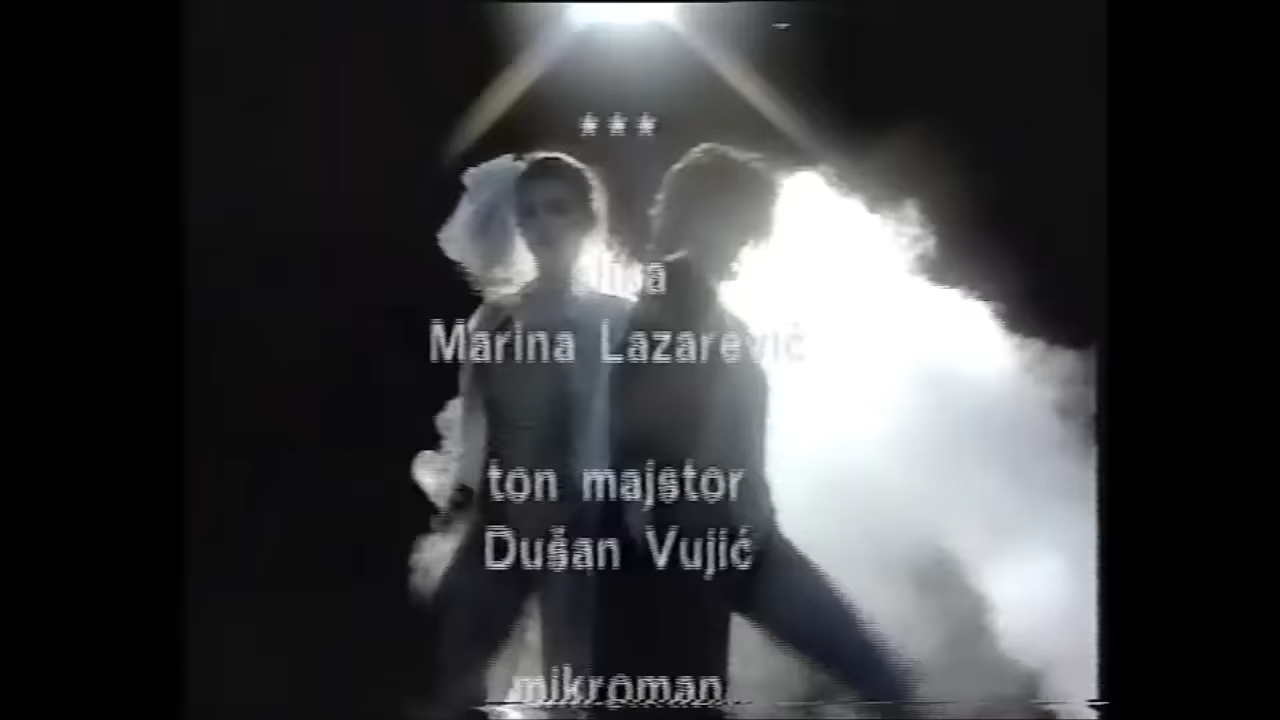 ***
Marina Lazarević
ton majstor
Dušan Vujić
mikroman